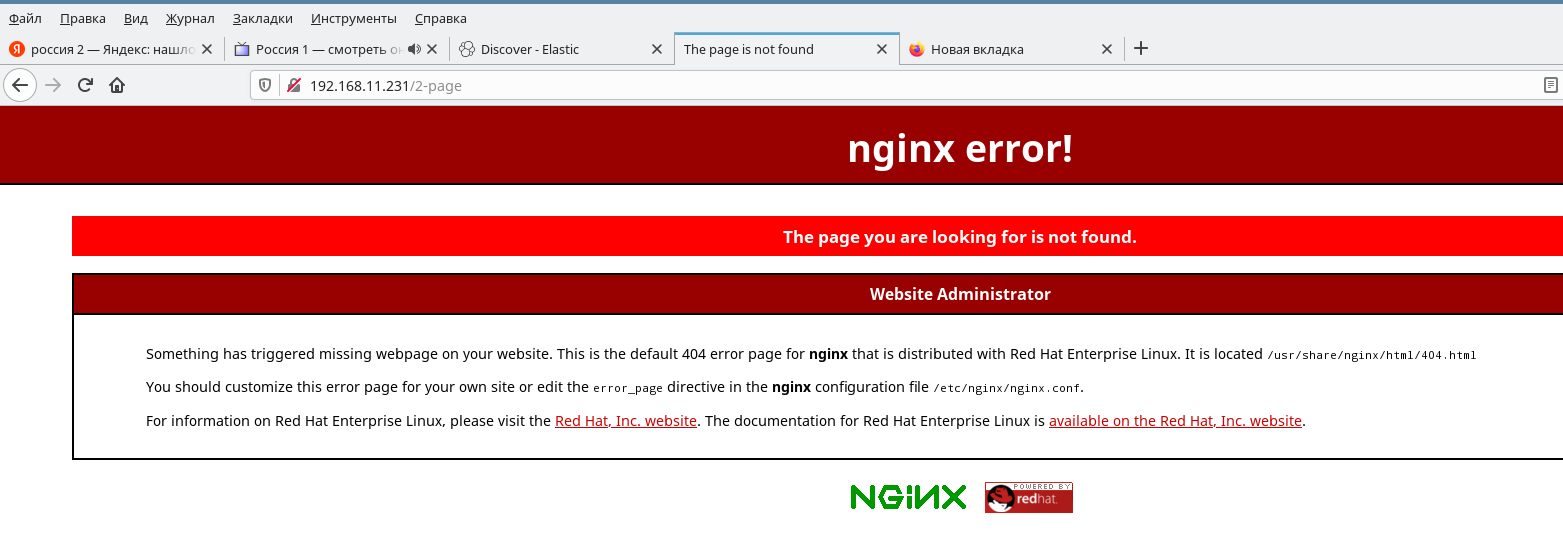 Файл Правка Вид Журнал Закладки Инструменты Справка
россия 2 — Яндекс: нашло Россия 1 — смотреть он Discover - Elastic The page is not found Новая вкладка
192.168.11.231/2-page
nginx error!
The page you are looking for is not found.
Website Administrator
Something has triggered missing webpage on your website. This is the default 404 error page for nginx that is distributed with Red Hat Enterprise Linux. It is located /usr/share/nginx/html/404.html
You should customize this error page for your own site or edit the error_page directive in the nginx configuration file /etc/nginx/nginx.conf.
For information on Red Hat Enterprise Linux, please visit the Red Hat, Inc. website. The documentation for Red Hat Enterprise Linux is available on the Red Hat, Inc. website.
NGiNX POWERED BY
redhat.